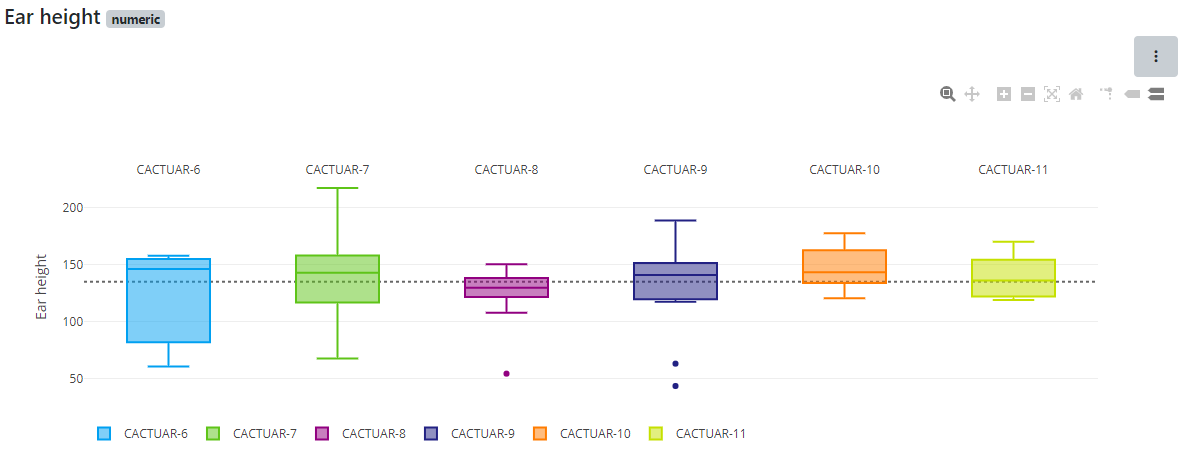 Ear height numeric
CACTUAR-6 CACTUAR-7 CACTUAR-8 CACTUAR-9 CACTUAR-10 CACTUAR-11
200
150
100
50
Ear height
CACTUAR-6 CACTUAR-7 CACTUAR-8 CACTUAR-9 CACTUAR-10 CACTUAR-11